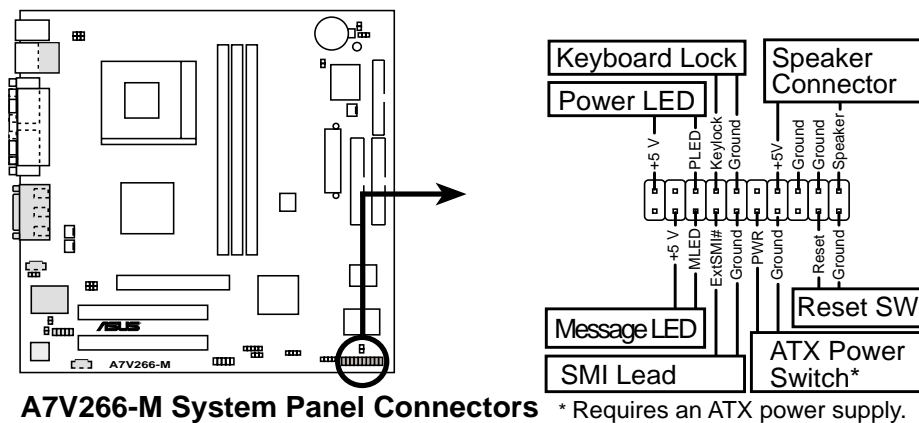 Keyboard Lock
Power LED
Speaker
Connector
+5 V
PLED
Keylock
Ground
+5V
Ground
Ground
Speaker
+5 V
MLED
ExtSMI#
Ground
PWR
Ground
Reset
Ground
Message LED
SMI Lead
Reset SW
ATX Power
Switch*
ASUS
A7V266-M
A7V266-M System Panel Connectors
* Requires an ATX power supply.